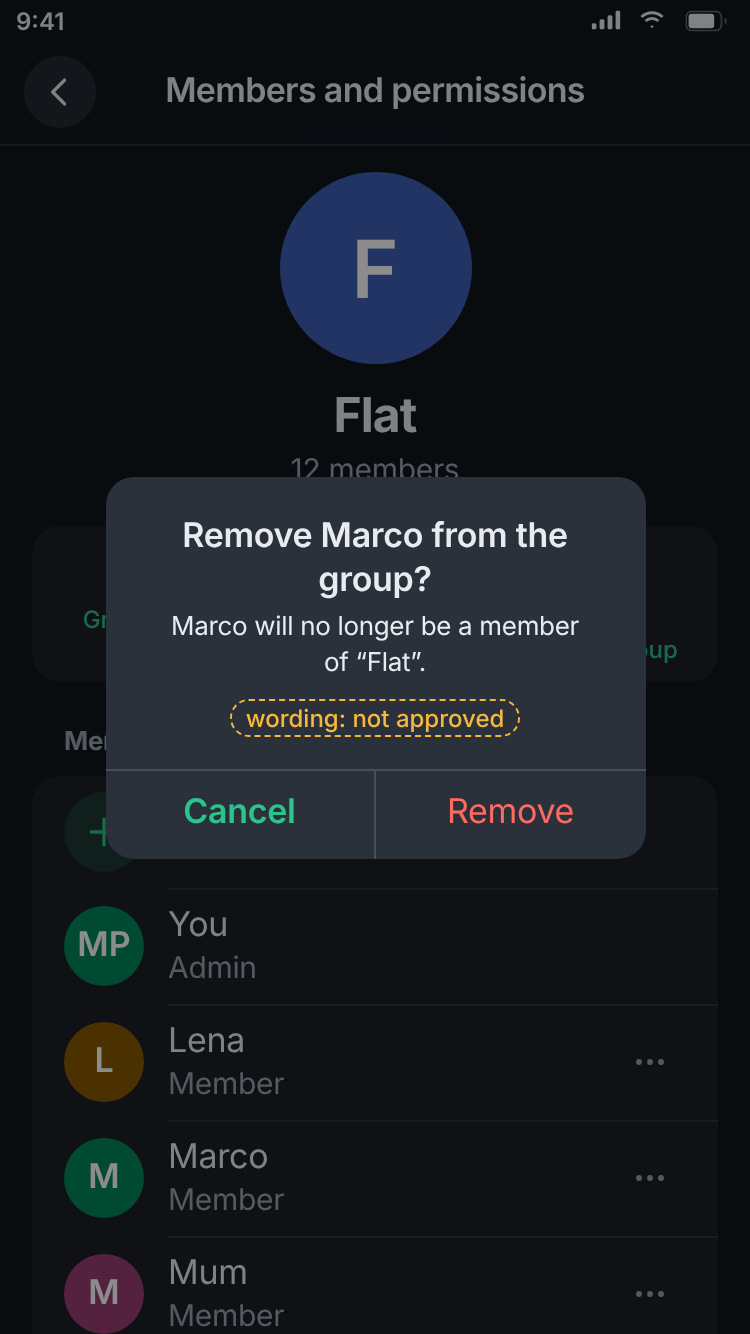 9:41
Members and permissions
F
Flat
12 members
Remove Marco from the
group?
Marco will no longer be a member
of “Flat”.
wording: not approved
Cancel
Remove
MP
You
Admin
L
Lena
Member
M
Marco
Member
M
Mum
Member